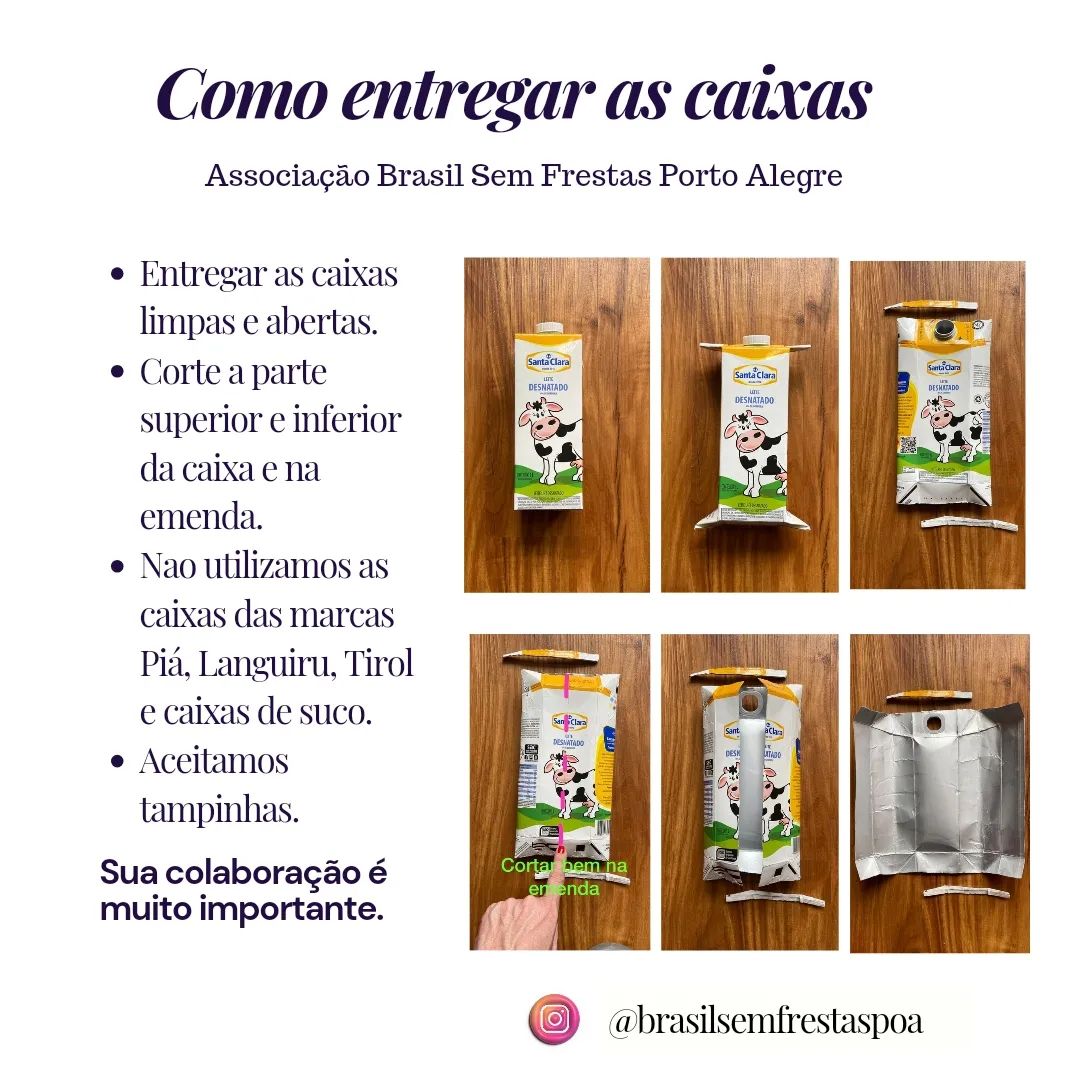 Como entregar as caixas
Associação Brasil Sem Frestas Porto Alegre
Entregar as caixas
limpas e abertas.
Corte a parte
superior e inferior
da caixa e na
emenda.
Nao utilizamos as
caixas das marcas
Piá, Languiru, Tirol
e caixas de suco.
Aceitamos
tampinhas.
Sua colaboração é
muito importante.
Santa Clara
LEITE
DESNATADO
Santa Clara
LEITE
DESNATADO
Santa Clara
LEITE
DESNATADO
Santa Clara
LEITE
DESNATADO
Cortar bem na
emenda
@brasilsemfrestaspoa